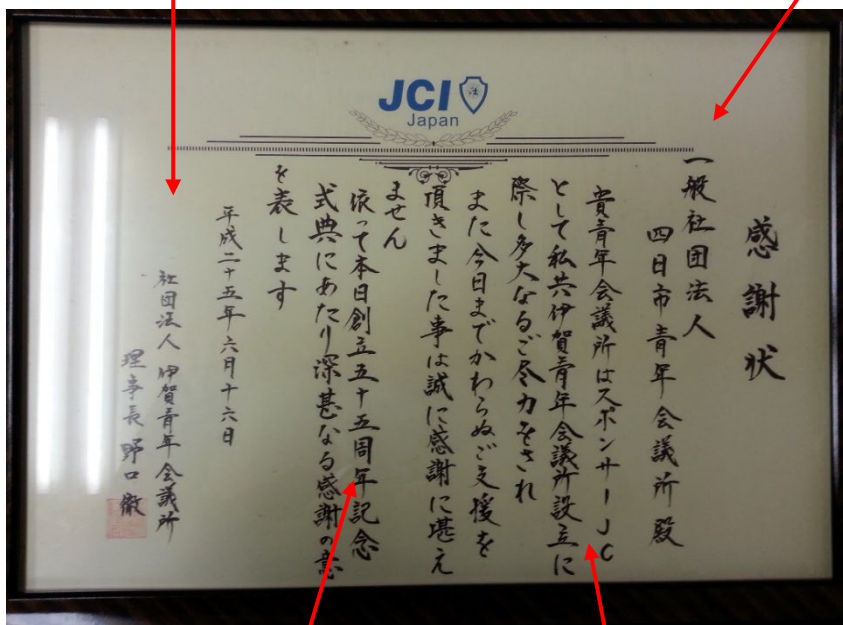 JCI
Japan
感謝状
一般社団法人
四日市青年会議所殿
貴青年会議所はスポンサーJC
として私共伊賀青年会議所設立に
際し多大なるご尽力をされ
また今日までかわらぬご支援を
頂きました事は誠に感謝に堪え
ません
依って本日創立五十五周年記念
式典にあたり深甚なる感謝の意
を表します
平成二十五年六月十六日
社団法人伊賀青年会議所
理事長野口徹